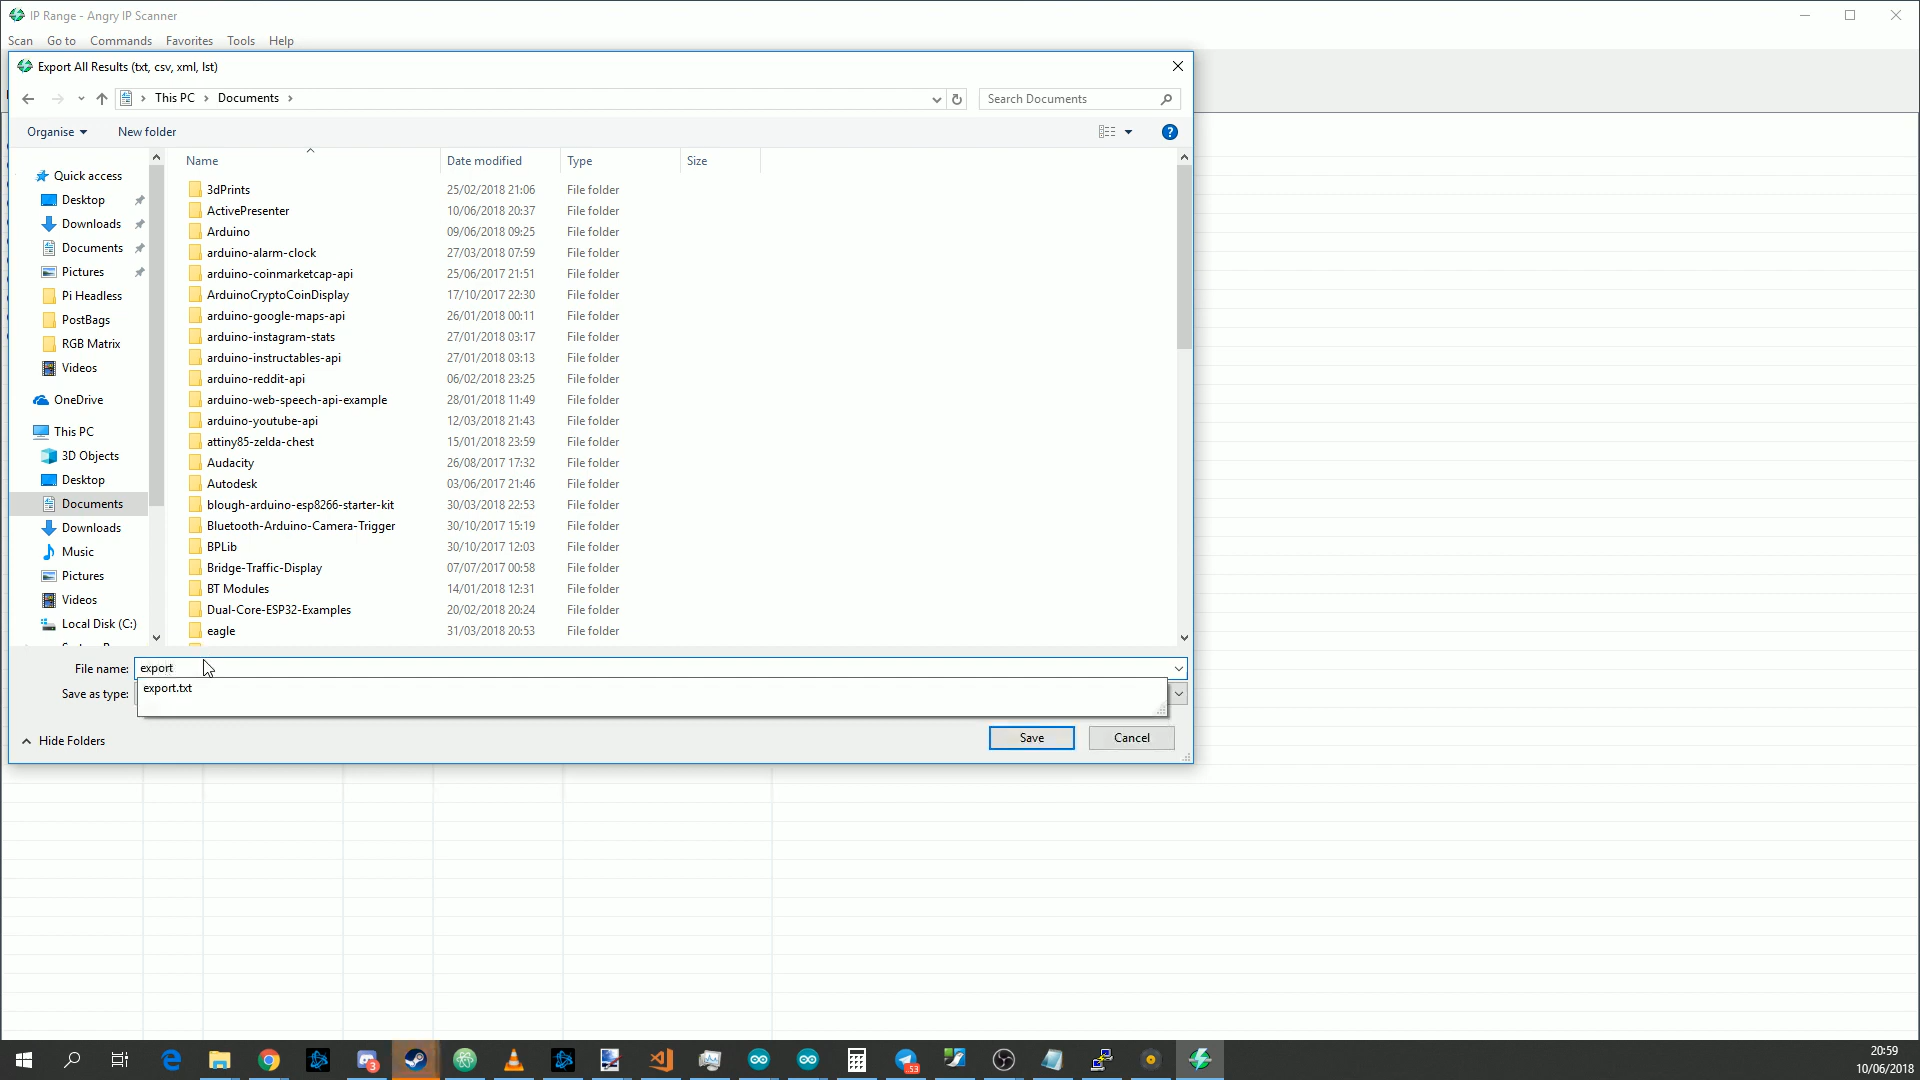 IP Range - Angry IP Scanner
Scan Go to Commands Favorites Tools Help
Export All Results (txt, csv, xml, lst)
This PC Documents
Search Documents
Organise New folder
Name Date modified Type Size
Quick access
Desktop
Downloads
Documents
Pictures
Pi Headless
PostBags
RGB Matrix
Videos
OneDrive
This PC
3D Objects
Desktop
Documents
Downloads
Music
Pictures
Videos
Local Disk (C:)
3dPrints 25/02/2018 21:06 File folder
ActivePresenter 10/06/2018 20:37 File folder
Arduino 09/06/2018 09:25 File folder
arduino-alarm-clock 27/03/2018 07:59 File folder
arduino-coinmarketcap-api 25/06/2017 21:51 File folder
ArduinoCryptoCoinDisplay 17/10/2017 22:30 File folder
arduino-google-maps-api 26/01/2018 00:11 File folder
arduino-instagram-stats 27/01/2018 03:17 File folder
arduino-instructables-api 27/01/2018 03:13 File folder
arduino-reddit-api 06/02/2018 23:25 File folder
arduino-web-speech-api-example 28/01/2018 11:49 File folder
arduino-youtube-api 12/03/2018 21:43 File folder
attiny85-zelda-chest 15/01/2018 23:59 File folder
Audacity 26/08/2017 17:32 File folder
Autodesk 03/06/2017 21:46 File folder
blough-arduino-esp8266-starter-kit 30/03/2018 22:53 File folder
Bluetooth-Arduino-Camera-Trigger 30/10/2017 15:19 File folder
BPLib 30/10/2017 12:03 File folder
Bridge-Traffic-Display 07/07/2017 00:58 File folder
BT Modules 14/01/2018 12:31 File folder
Dual-Core-ESP32-Examples 20/02/2018 20:24 File folder
eagle 31/03/2018 20:53 File folder
File name: export
export.txt
Save as type:
Hide Folders
Save Cancel
3
53
20:59
10/06/2018